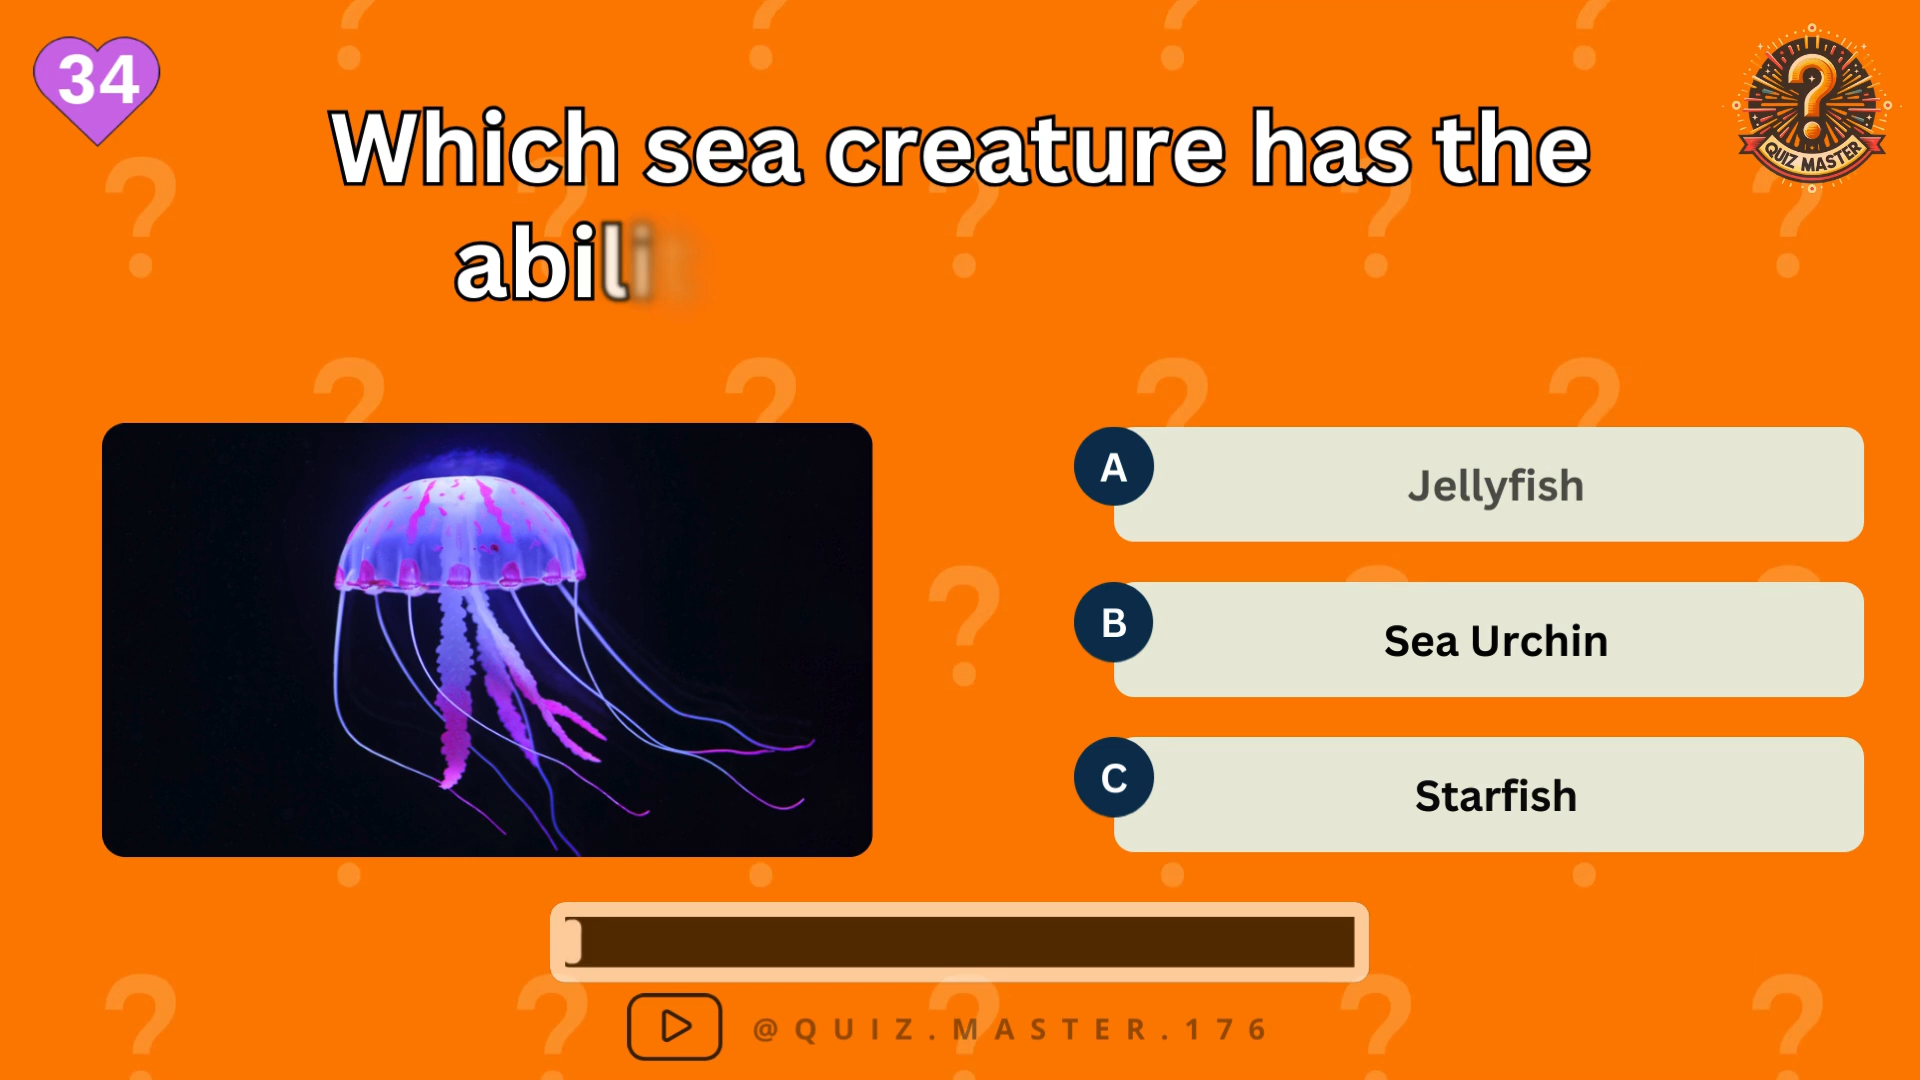 34
Which sea creature has the
abili
QUIZ MASTER
A
Jellyfish
B
Sea Urchin
C
Starfish
@QUIZ.MASTER.176